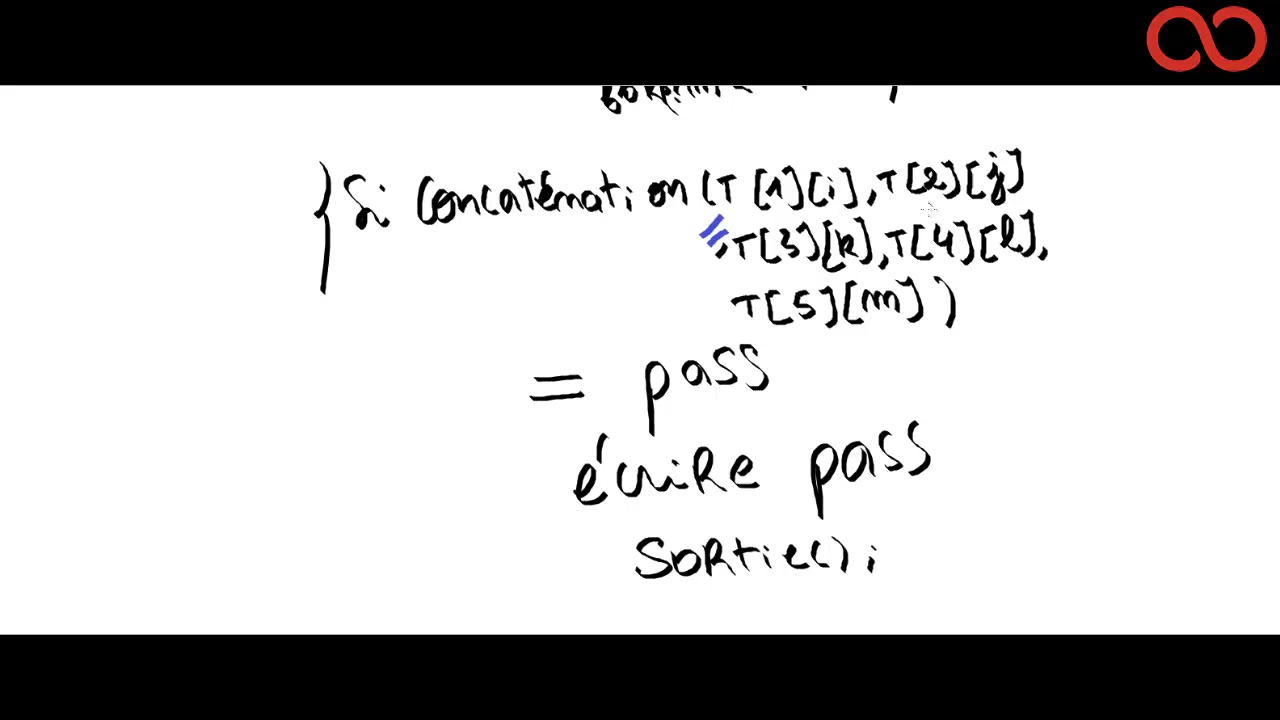 { Si concaténation (T[1][i], T[2][j]
,T[3][k], T[4][l],
T[5][m])
= pass
écrire pass
Sortie();